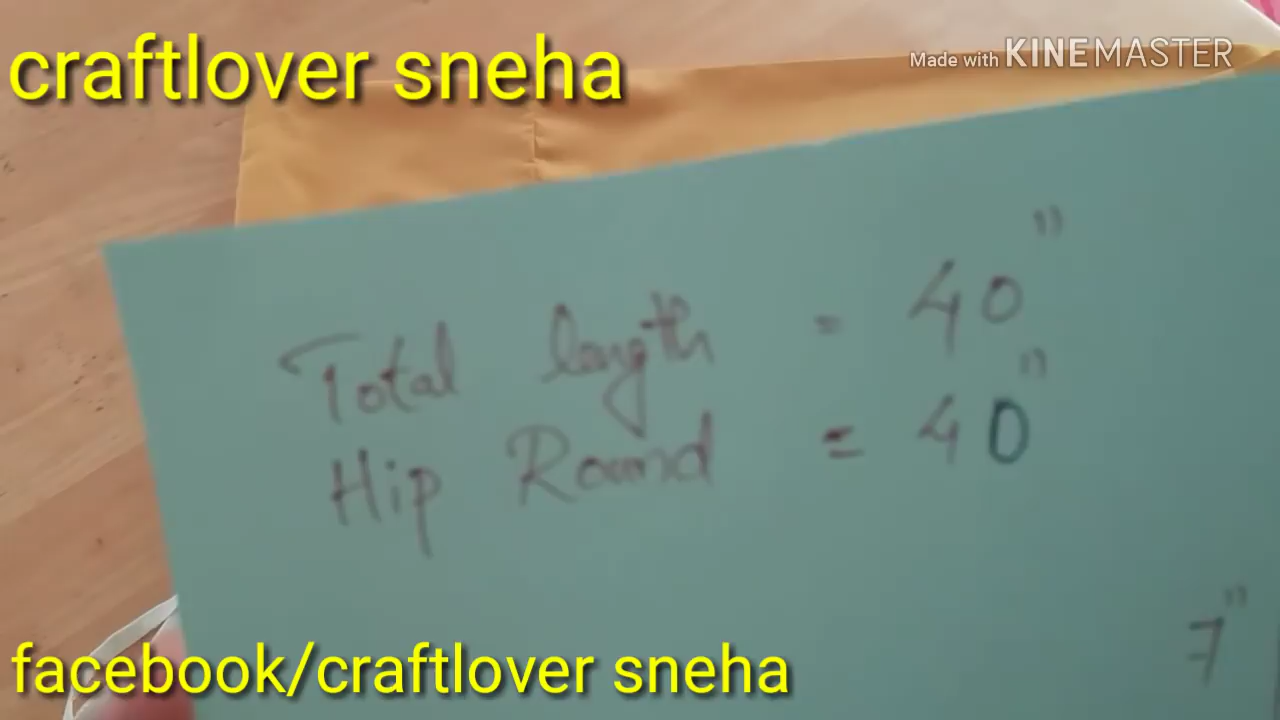 craftlover sneha
Made with KINEMASTER
Total length = 40"
Hip Round = 40"
7"
facebook/craftlover sneha